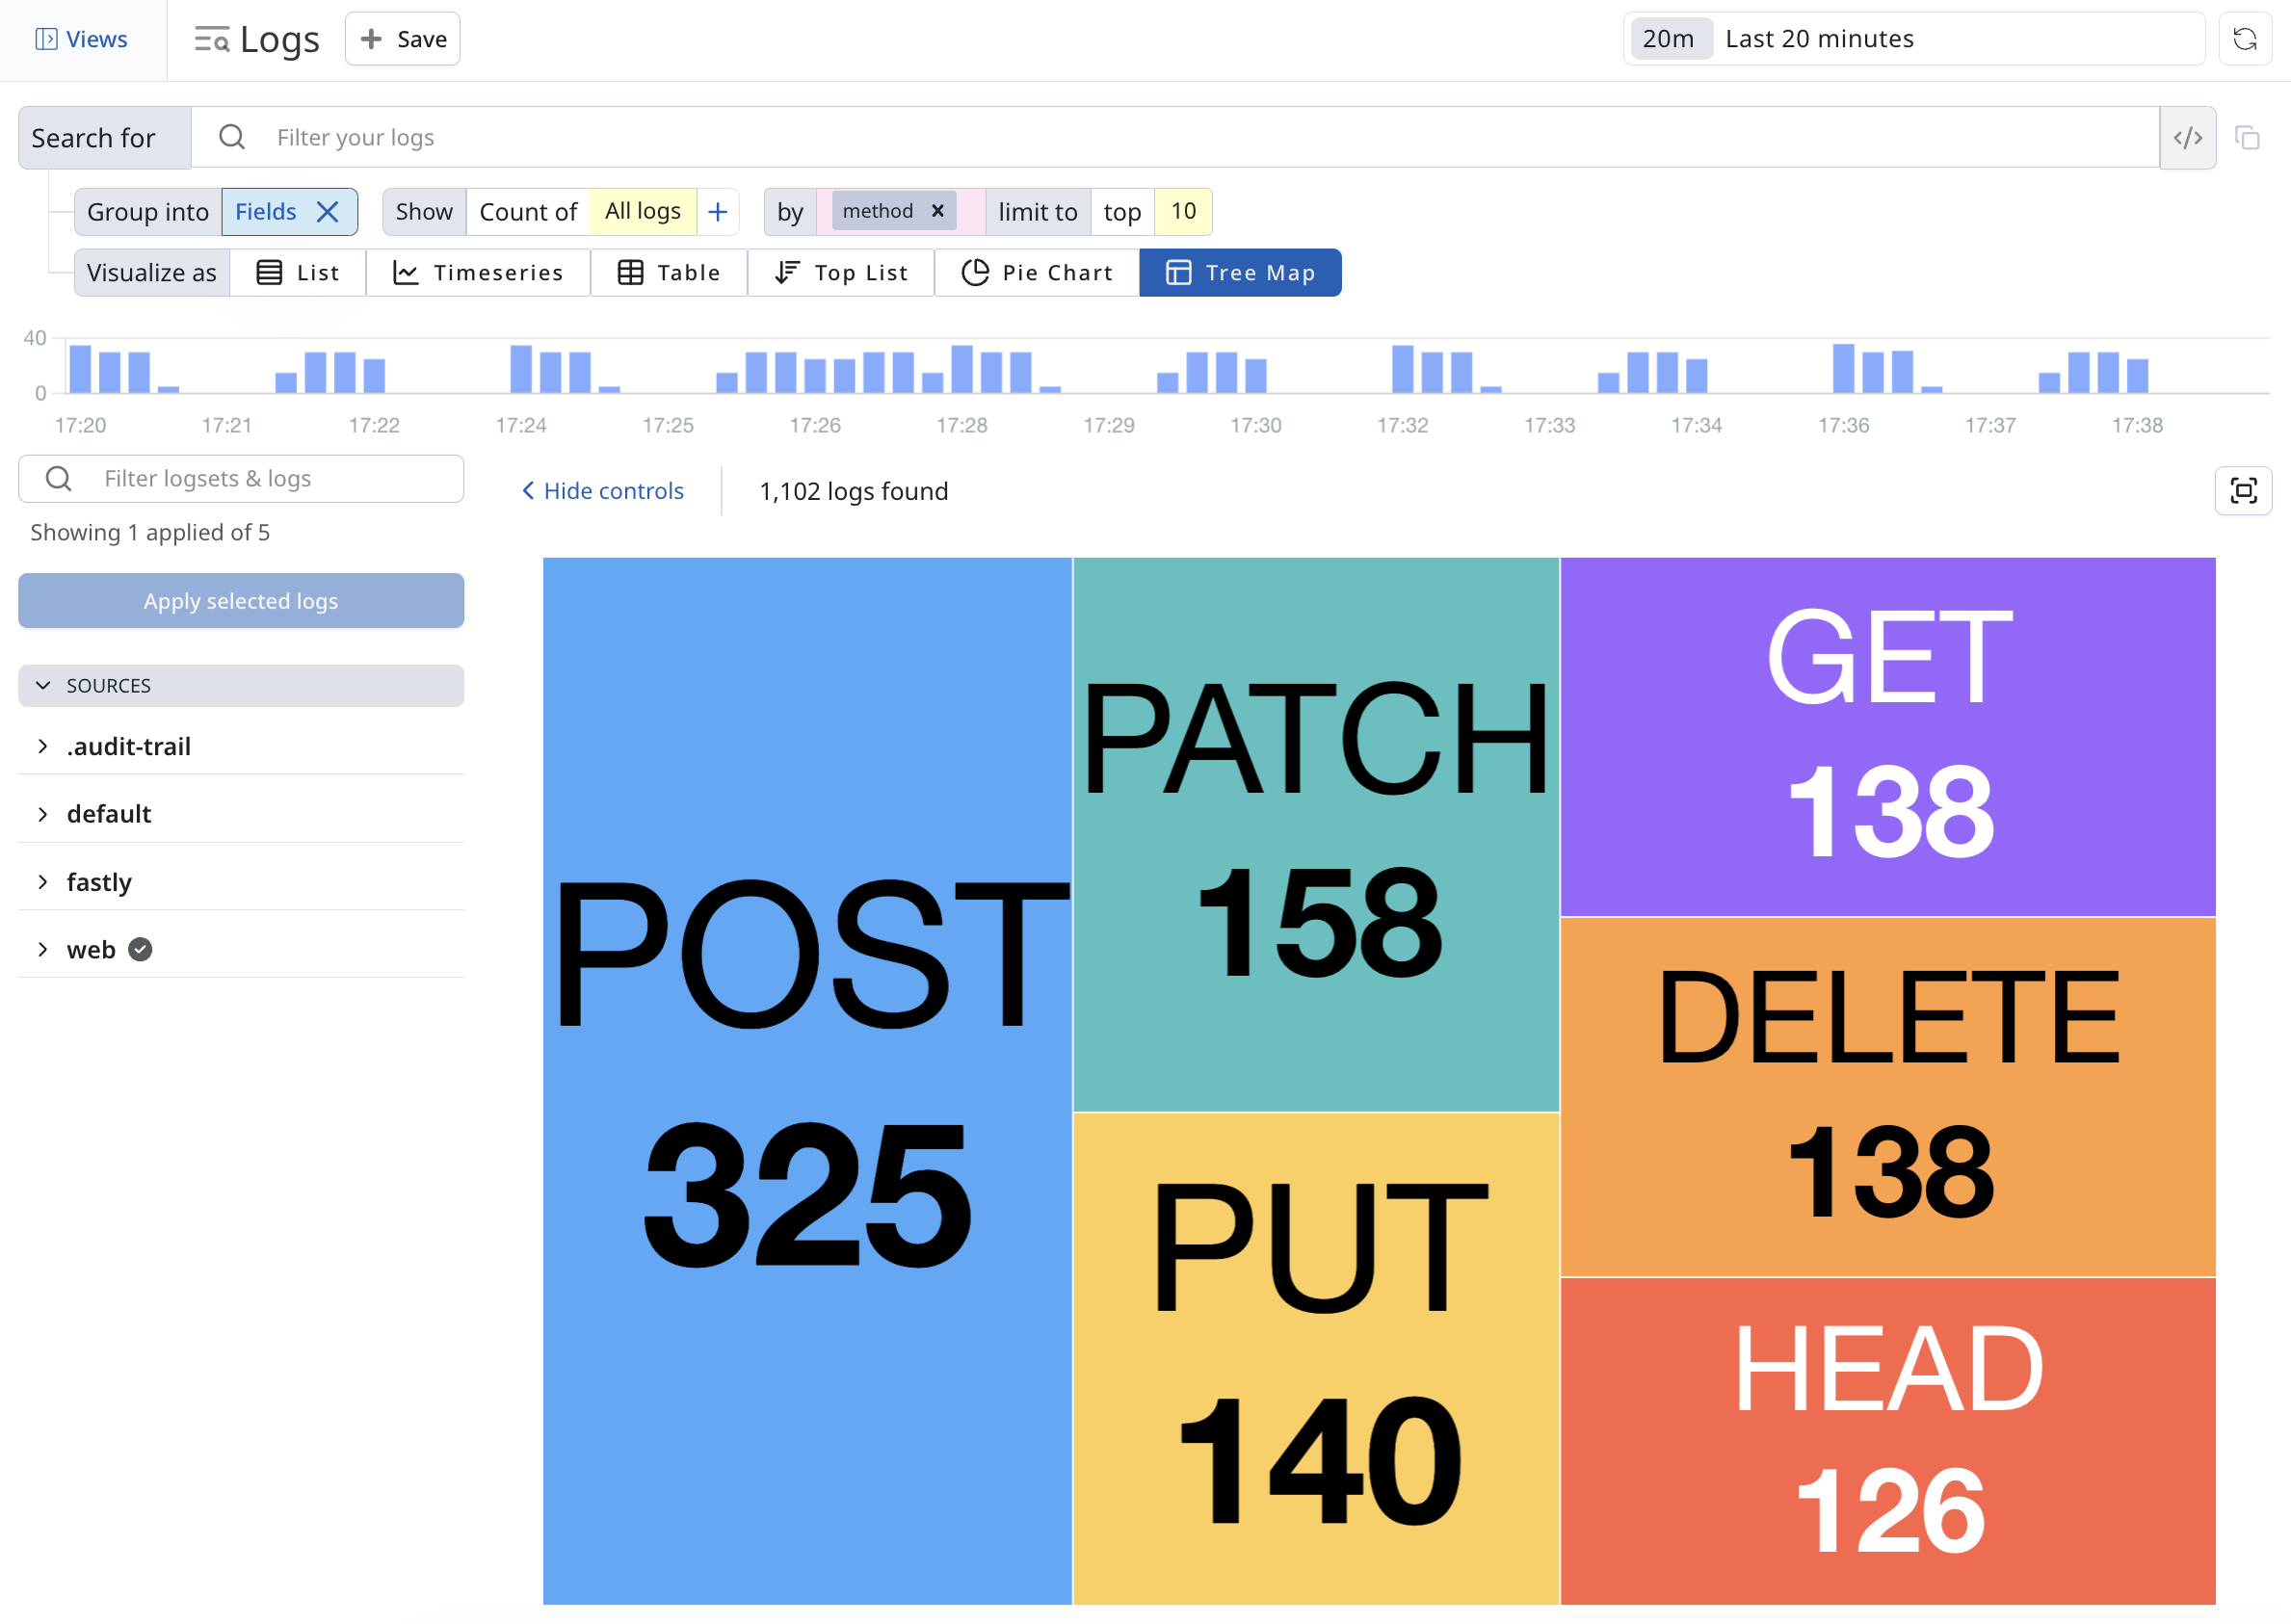 Views
Logs
Save
20m Last 20 minutes
Search for Filter your logs </>
Group into Fields Show Count of All logs + by method × limit to top 10
Visualize as List Timeseries Table Top List Pie Chart Tree Map
40
0
17:20 17:21 17:22 17:24 17:25 17:26 17:28 17:29 17:30 17:32 17:33 17:34 17:36 17:37 17:38
Filter logsets & logs
Showing 1 applied of 5
Apply selected logs
SOURCES
.audit-trail
default
fastly
web
Hide controls
1,102 logs found
POST
325
PATCH
158
PUT
140
GET
138
DELETE
138
HEAD
126